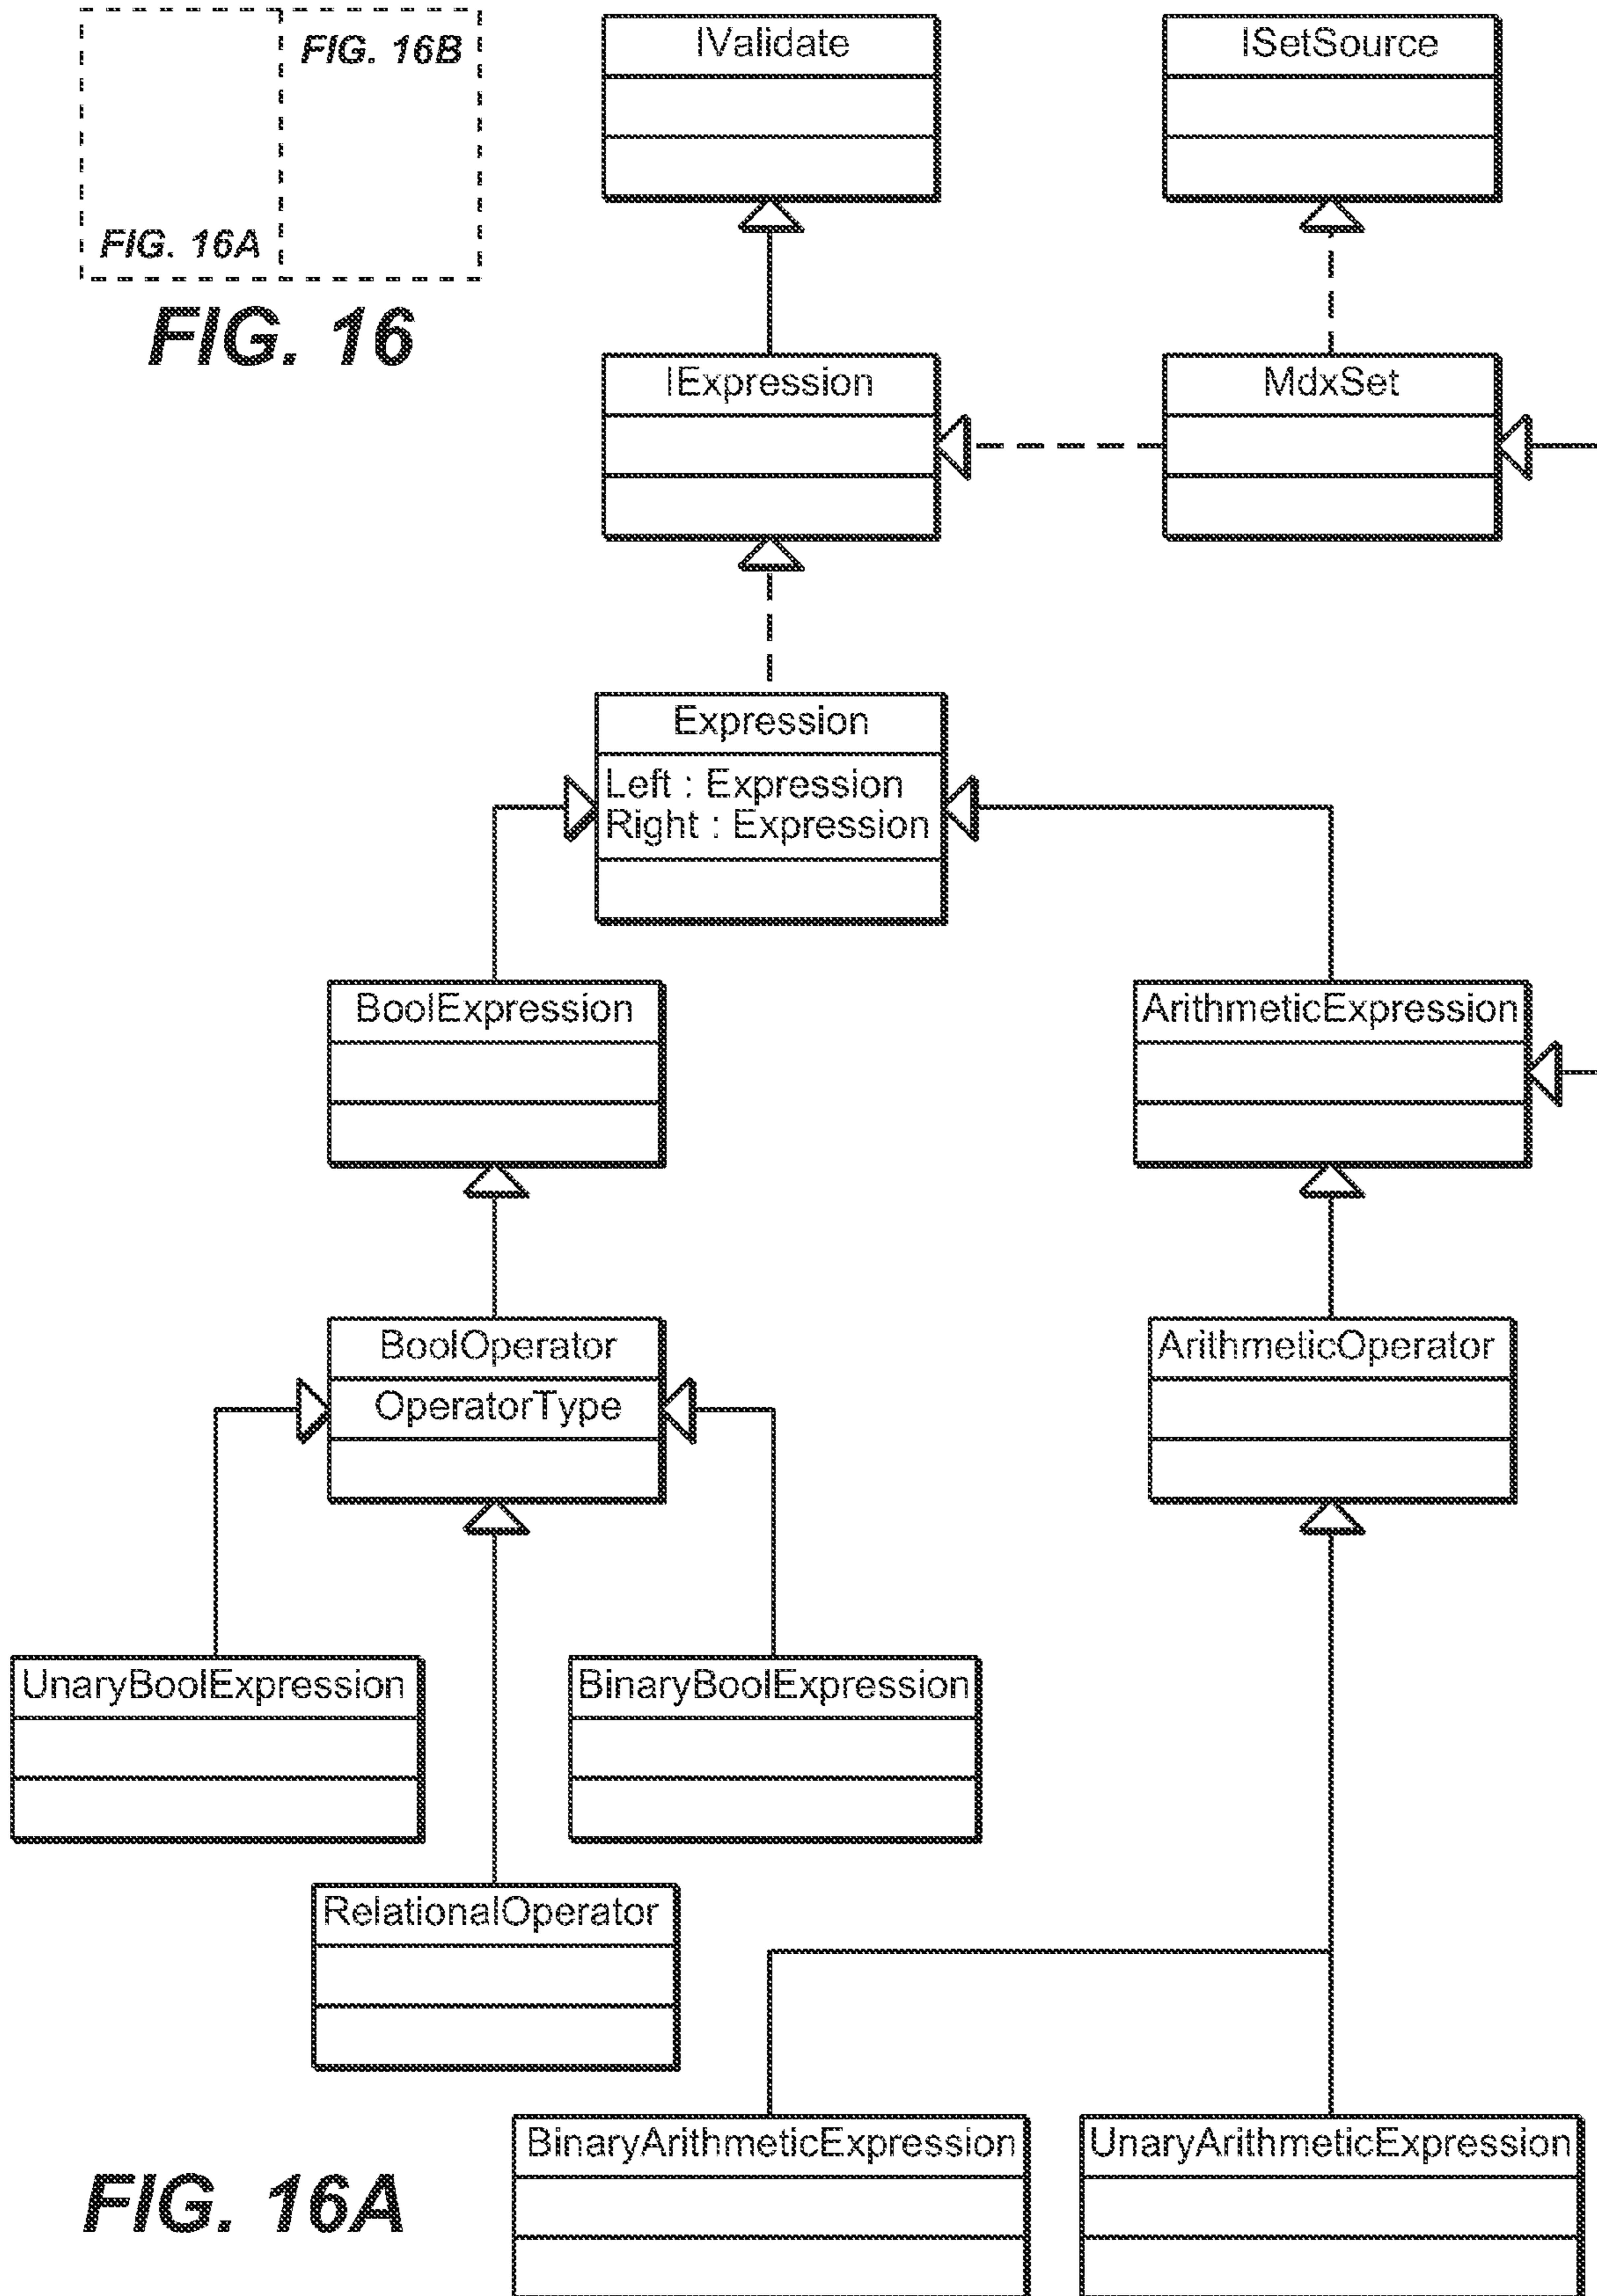 FIG. 16B
FIG. 16A
FIG. 16
IValidate
ISetSource
IExpression
MdxSet
Expression
Left : Expression
Right : Expression
BoolExpression
ArithmeticExpression
BoolOperator
OperatorType
ArithmeticOperator
UnaryBoolExpression
BinaryBoolExpression
RelationalOperator
BinaryArithmeticExpression
UnaryArithmeticExpression
FIG. 16A